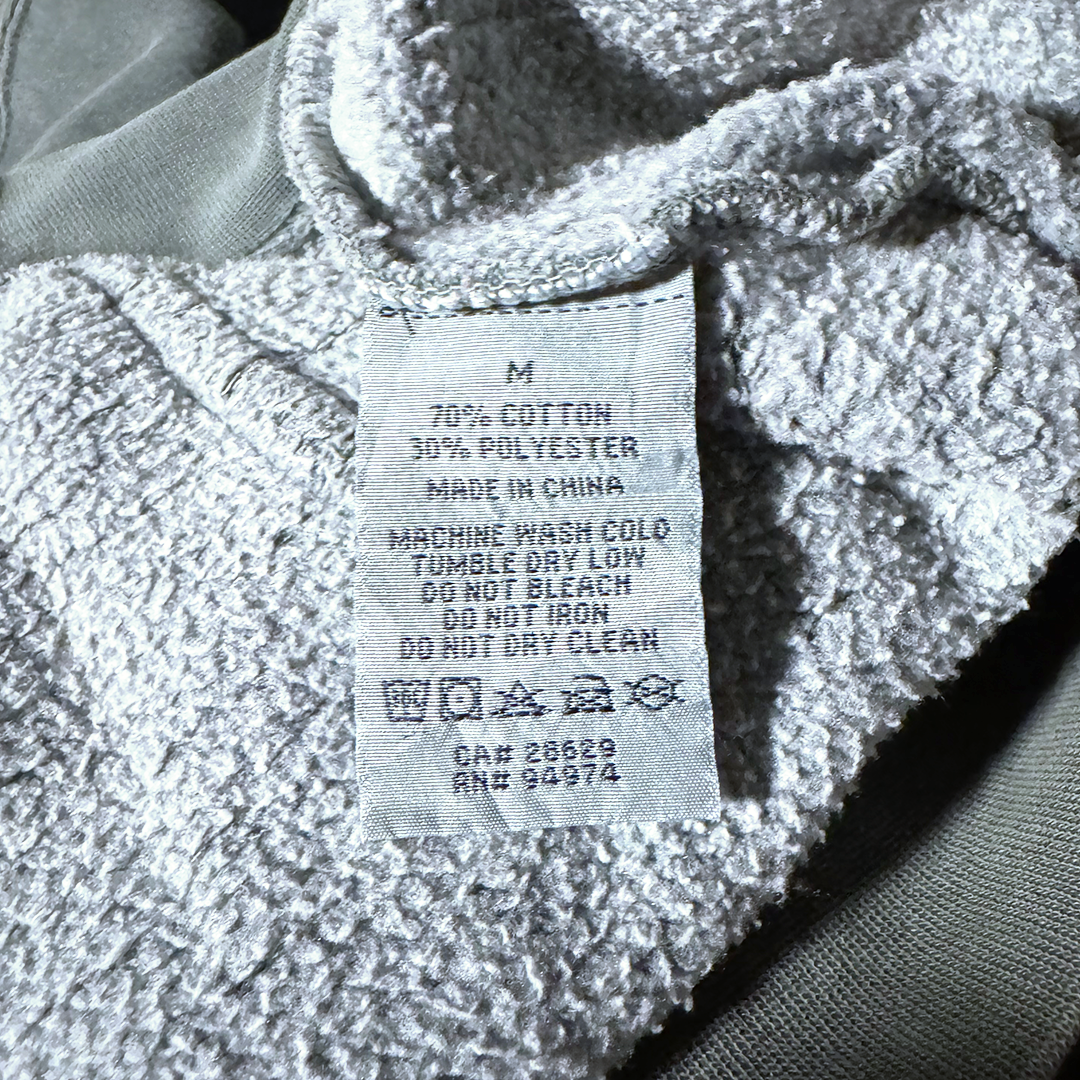 M
70% COTTON
30% POLYESTER
MADE IN CHINA
MACHINE WASH COLD
TUMBLE DRY LOW
DO NOT BLEACH
DO NOT IRON
DO NOT DRY CLEAN
CA# 28629
RN# 94974